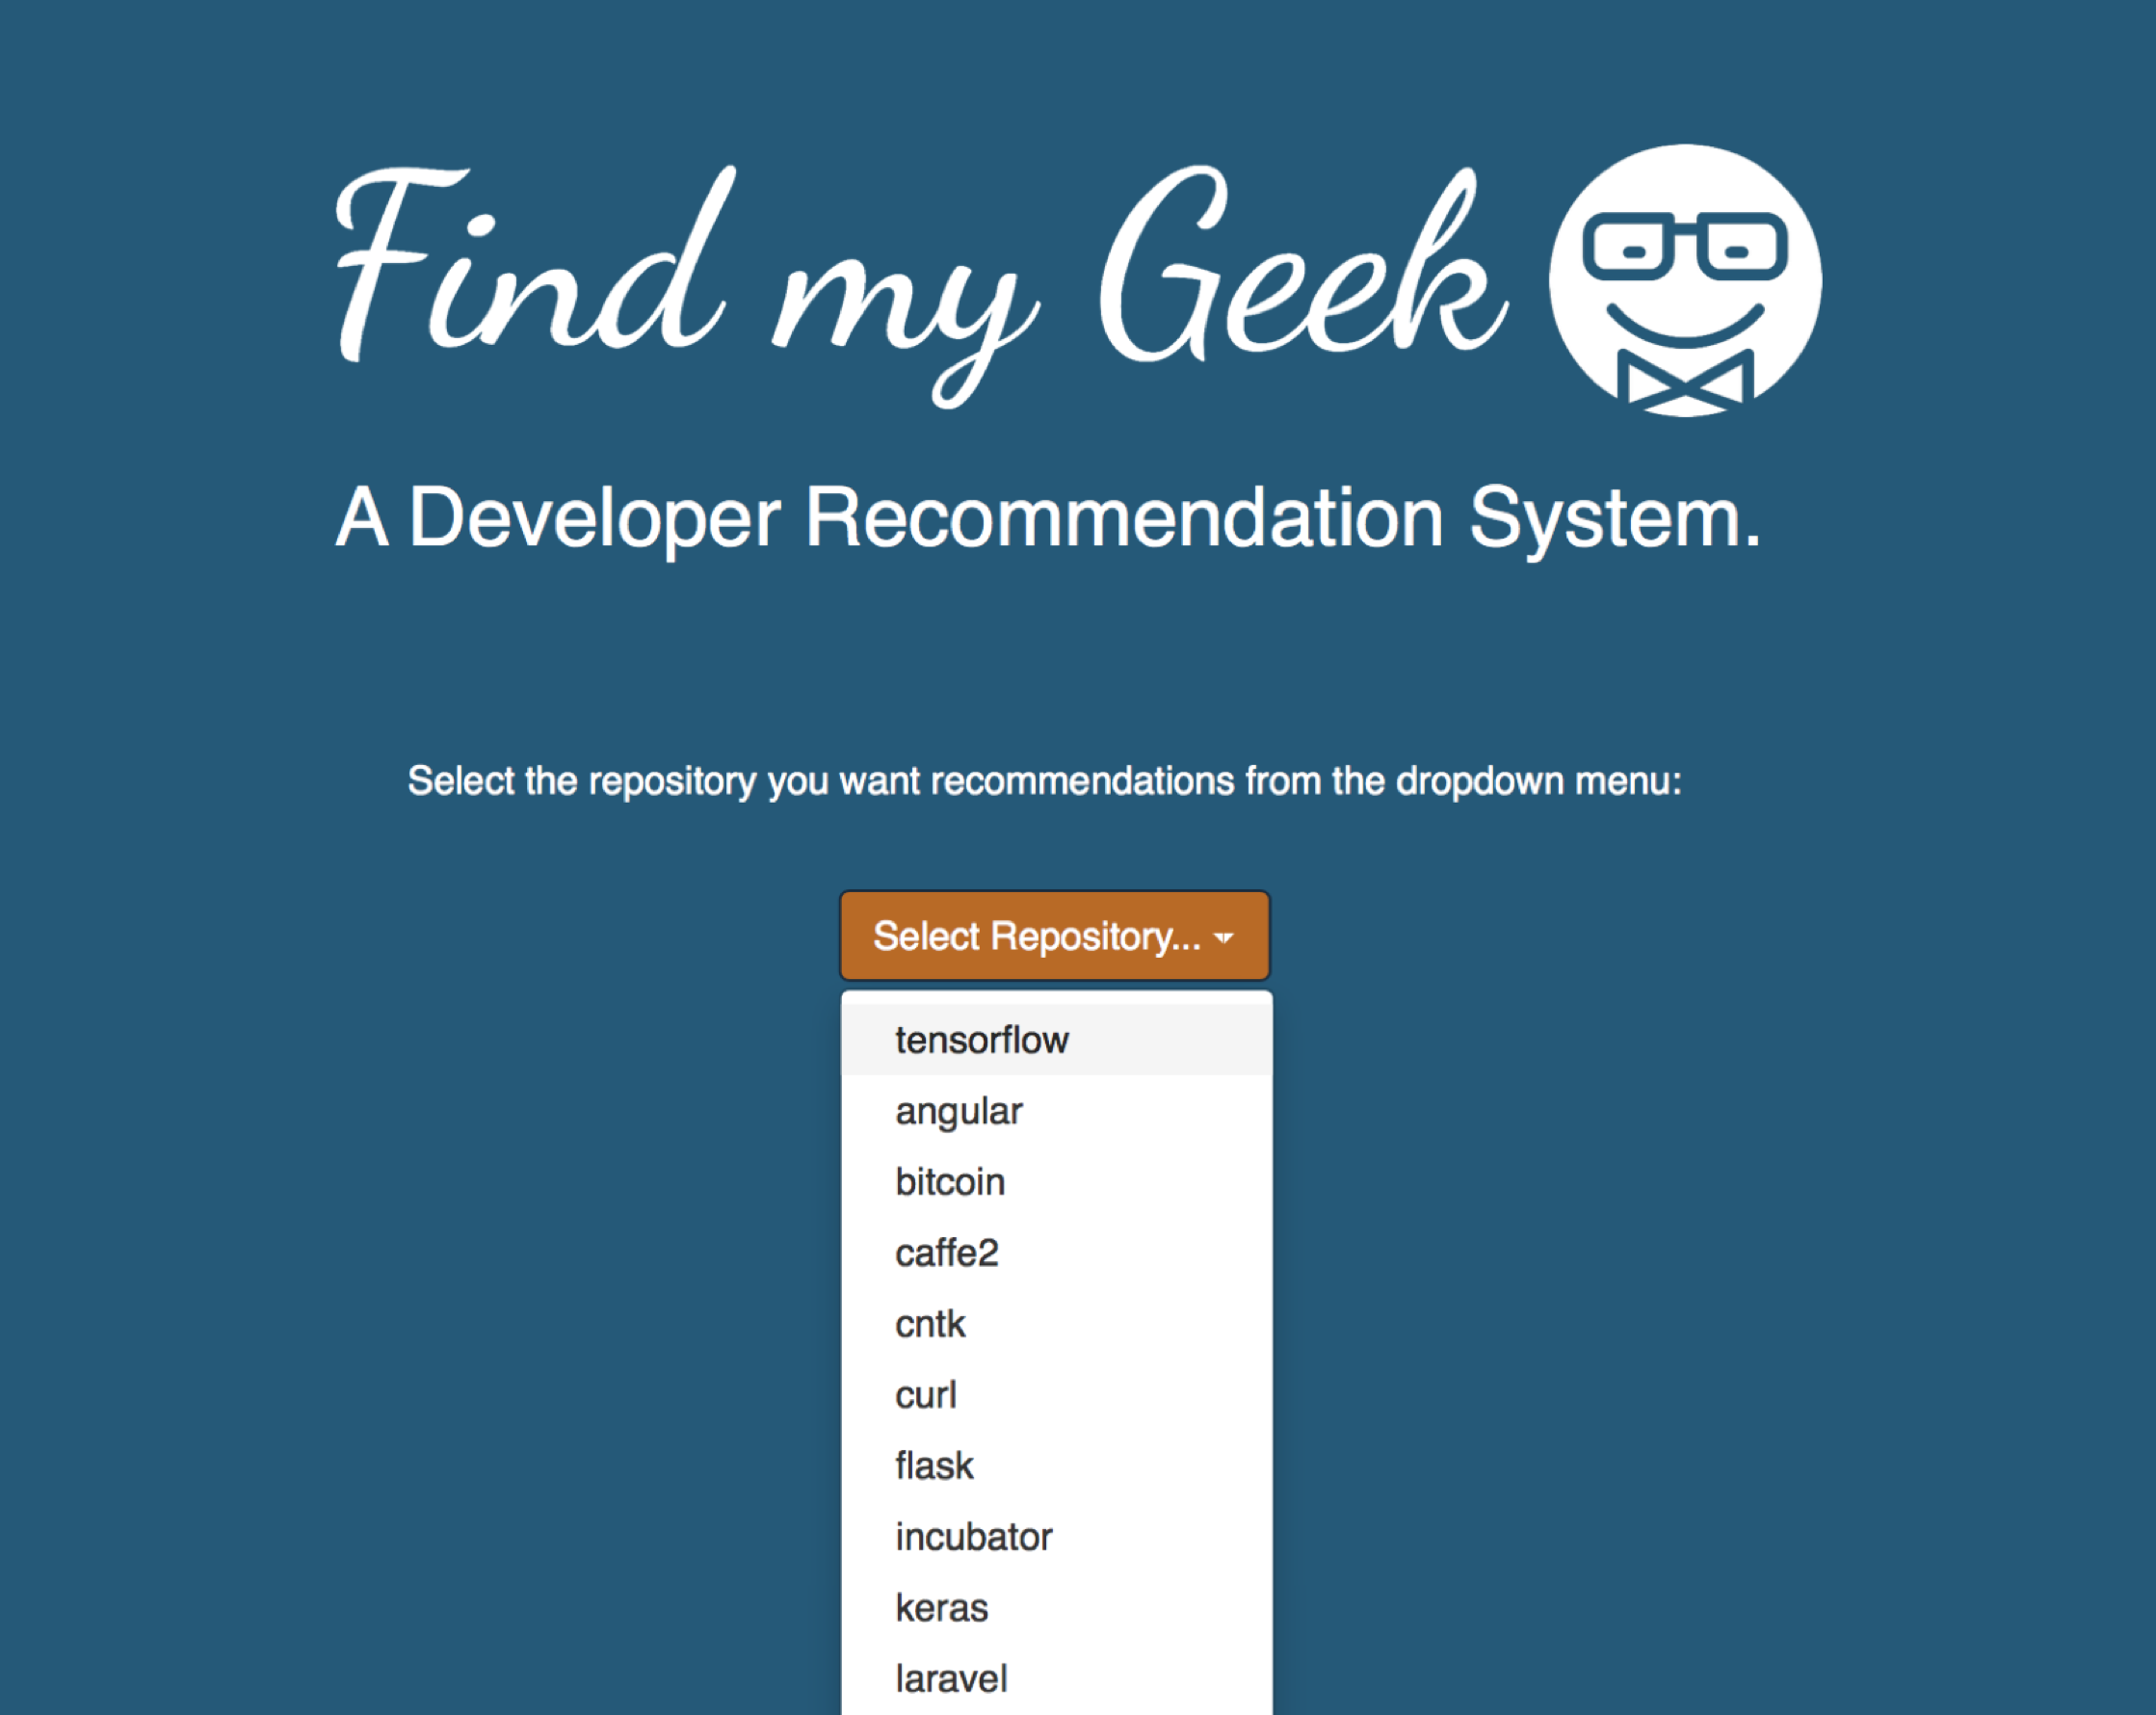 Find my Geek
A Developer Recommendation System.
Select the repository you want recommendations from the dropdown menu:
Select Repository...
tensorflow
angular
bitcoin
caffe2
cntk
curl
flask
incubator
keras
laravel